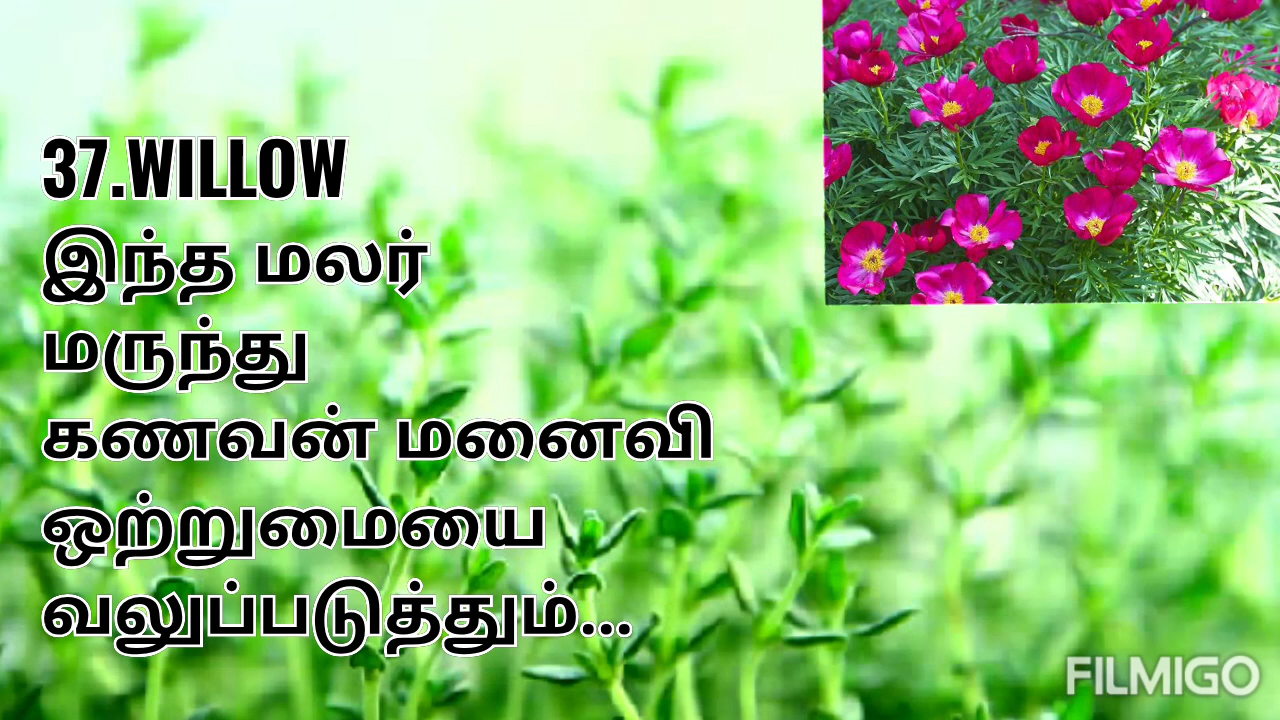 37.WILLOW
இந்த மலர்
மருந்து
கணவன் மனைவி
ஒற்றுமையை
வலுப்படுத்தும்...
FILMIGO